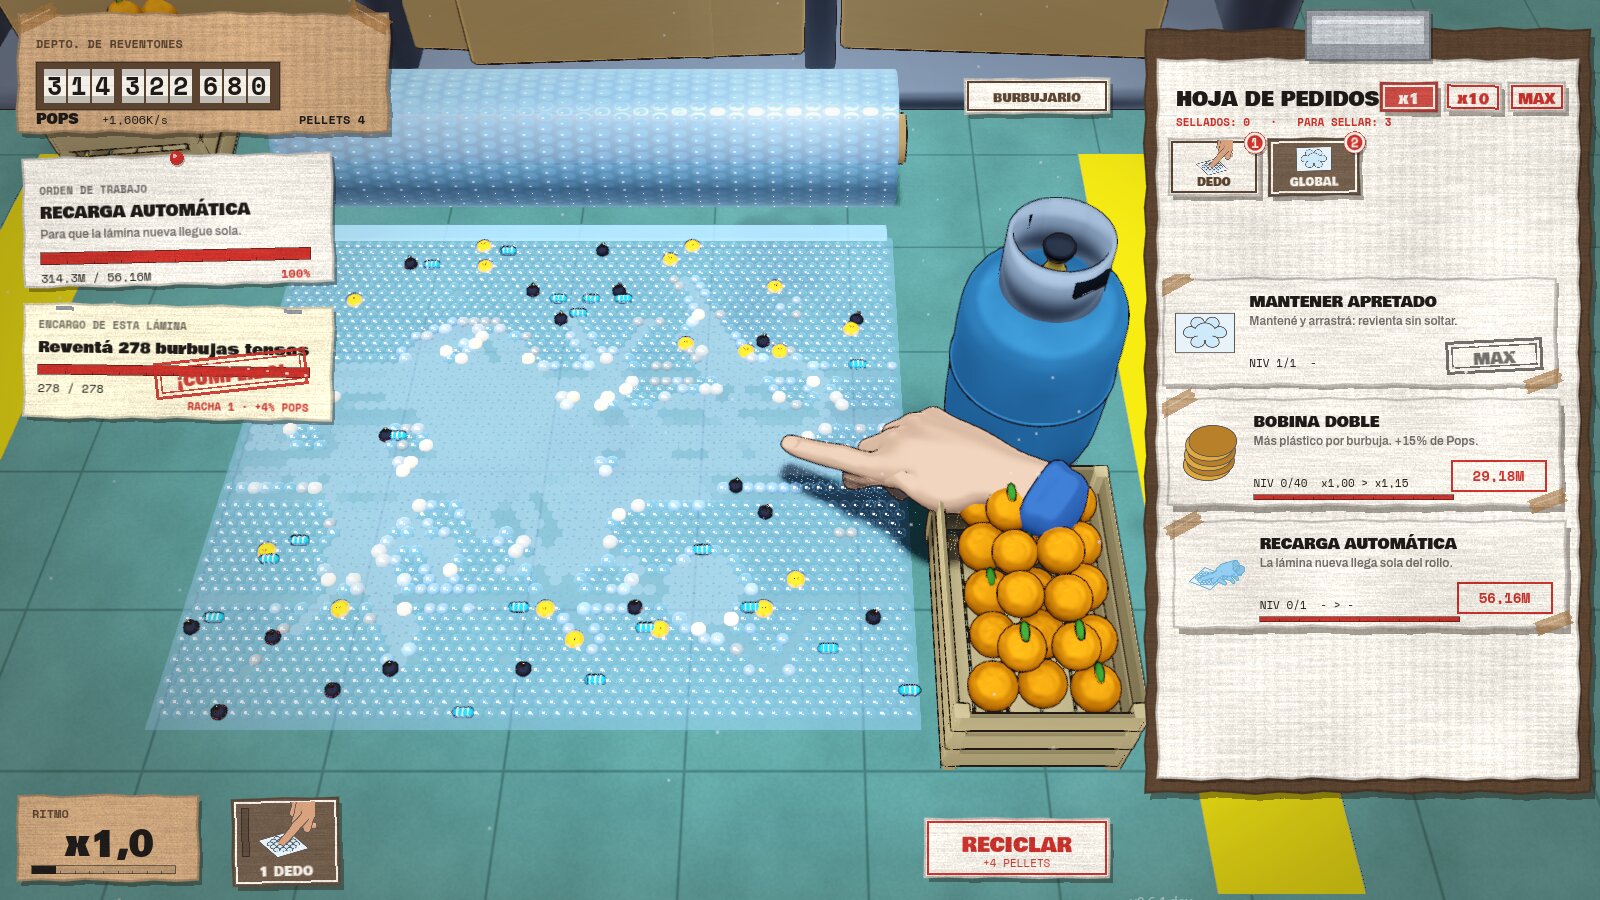 DEPTO. DE REVENTONES
314 322 680
POPS +1.606K/s PELLETS 4
ORDEN DE TRABAJO
RECARGA AUTOMÁTICA
Para que la lámina nueva llegue sola.
314.3M / 56.16M 100%
ENCARGO DE ESTA LÁMINA
Reventá 278 burbujas tensas
278 / 278
RACHA 1 · +4% POPS
RITMO
x1,0
1 DEDO
BURBUJARIO
RECICLAR
+4 PELLETS
HOJA DE PEDIDOS x1 x10 MAX
SELLADOS: 0 · PARA SELLAR: 3
DEDO 1
GLOBAL 2
MANTENER APRETADO
Mantené y arrastrá: revienta sin soltar.
NIV 1/1 -
MAX
BOBINA DOBLE
Más plástico por burbuja. +15% de Pops.
NIV 0/40 x1.00 > x1.15
29,18M
RECARGA AUTOMÁTICA
La lámina nueva llega sola del rollo.
NIV 0/1 - > -
56,16M